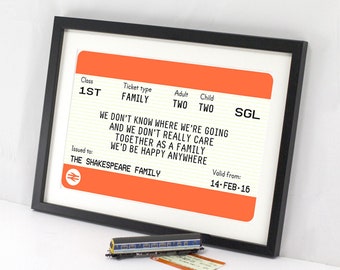 Class Ticket type Adult Child
1ST FAMILY TWO TWO SGL
WE DON'T KNOW WHERE WE'RE GOING
AND WE DON'T REALLY CARE
TOGETHER AS A FAMILY
WE'D BE HAPPY ANYWHERE
Issued to: Valid from:
THE SHAKESPEARE FAMILY 14-FEB-16